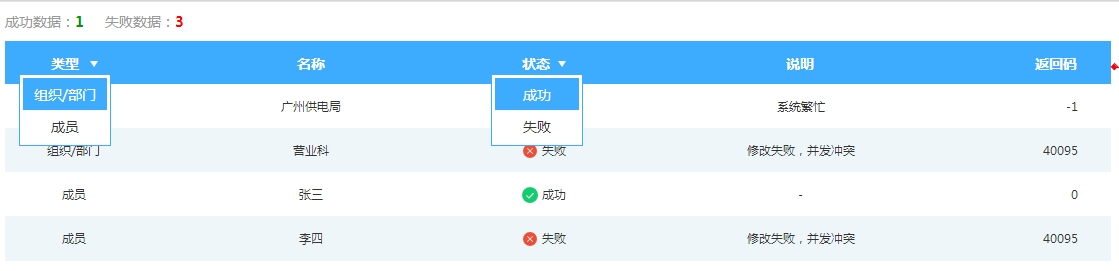 成功数据：1 失败数据：3
类型 名称 状态 说明 返回码
组织/部门 成功
广州供电局 系统繁忙 -1
成员 失败
组织/部门 营业科 失败 修改失败，并发冲突 40095
成员 张三 成功 - 0
成员 李四 失败 修改失败，并发冲突 40095